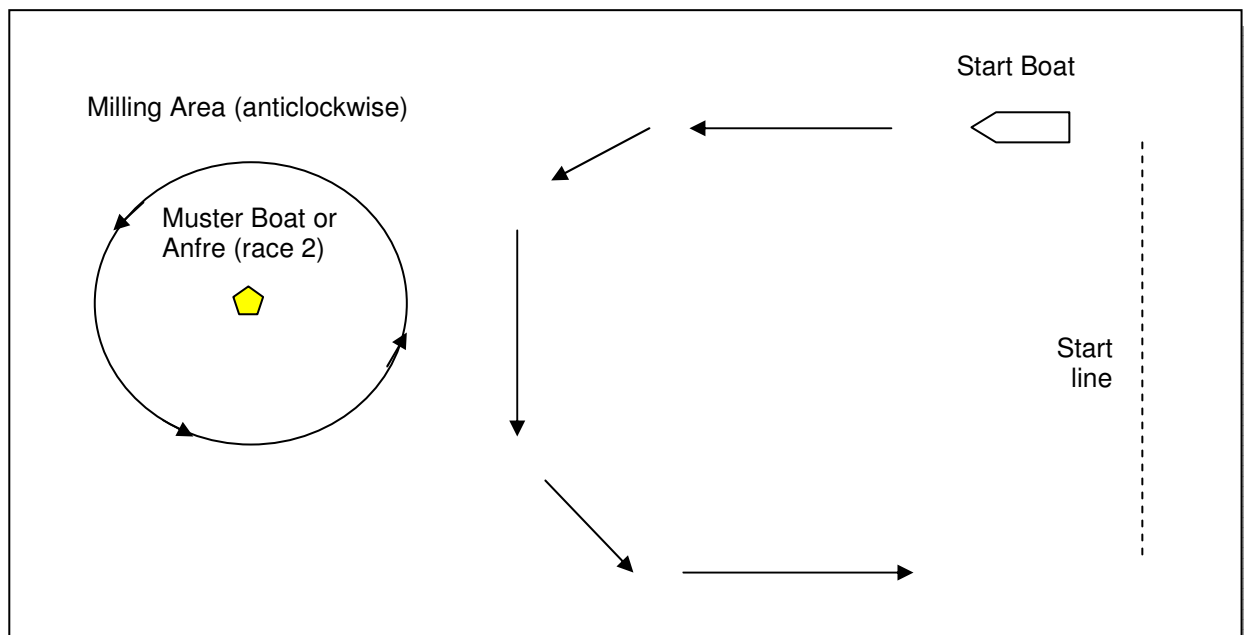 Start Boat
Milling Area (anticlockwise)
Muster Boat or
Anfre (race 2)
Start
line